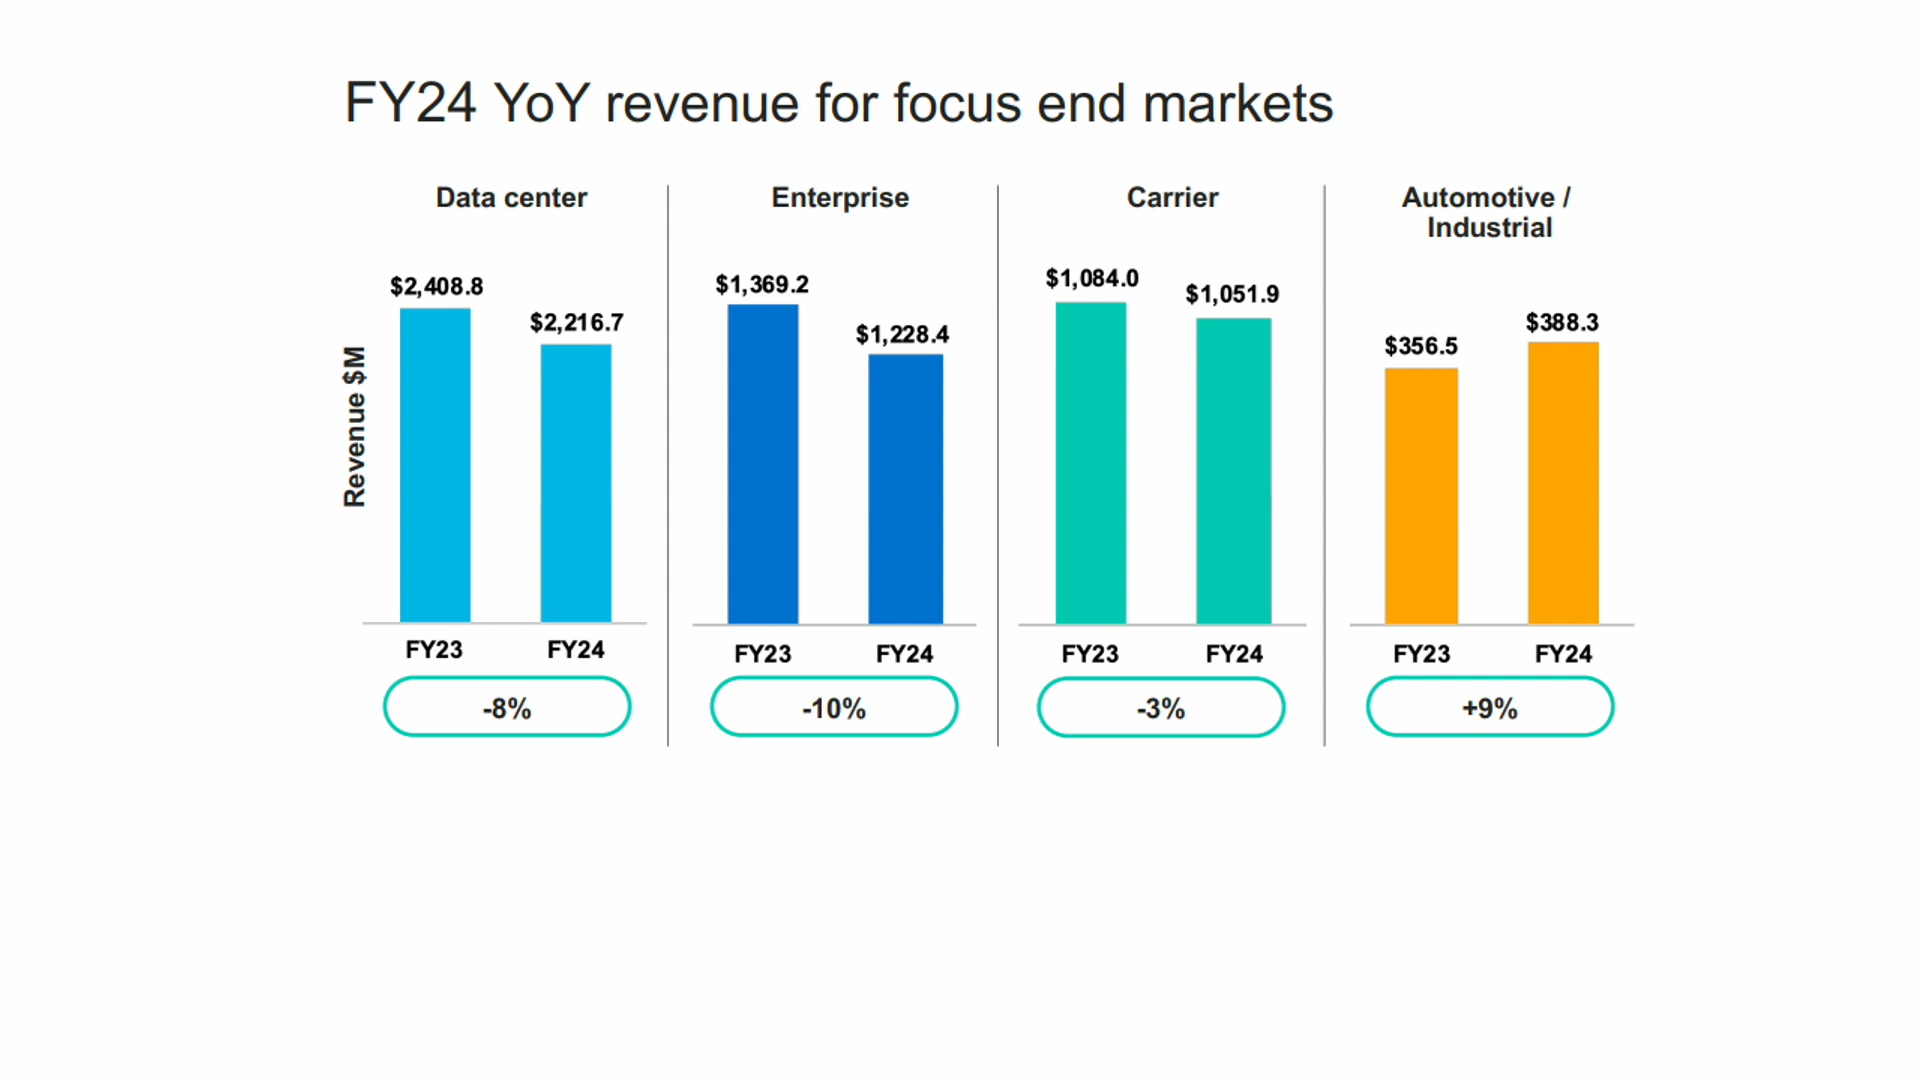 FY24 YoY revenue for focus end markets
Data center
Enterprise
Carrier
Automotive /
Industrial
Revenue $M
$2,408.8
$2,216.7
$1,369.2
$1,228.4
$1,084.0
$1,051.9
$356.5
$388.3
FY23
FY24
FY23
FY24
FY23
FY24
FY23
FY24
-8%
-10%
-3%
+9%